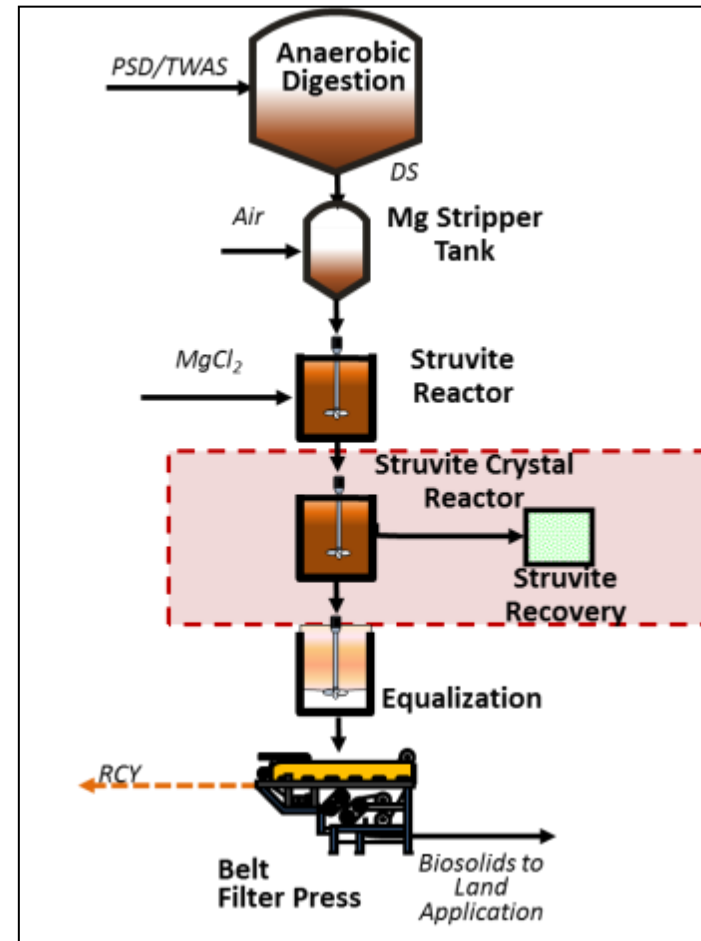 Anaerobic
Digestion
PSD/TWAS
DS
Air
Mg Stripper
Tank
MgCl₂
Struvite
Reactor
Struvite Crystal
Reactor
Struvite
Recovery
Equalization
RCY
Belt
Filter Press
Biosolids to
Land
Application